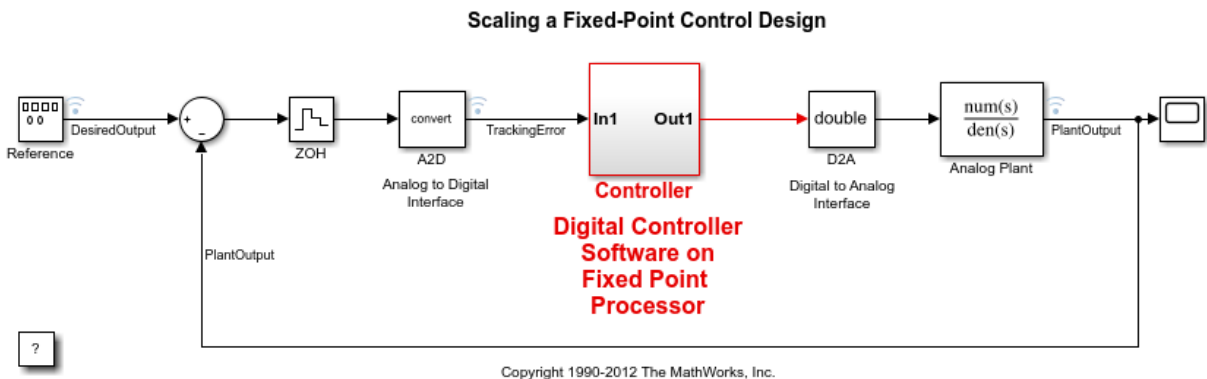 Scaling a Fixed-Point Control Design
Reference
DesiredOutput
+
−
ZOH
convert
A2D
Analog to Digital
Interface
TrackingError
In1 Out1
Controller
Digital Controller
Software on
Fixed Point
Processor
double
D2A
Digital to Analog
Interface
num(s)
den(s)
Analog Plant
PlantOutput
PlantOutput
?
Copyright 1990-2012 The MathWorks, Inc.